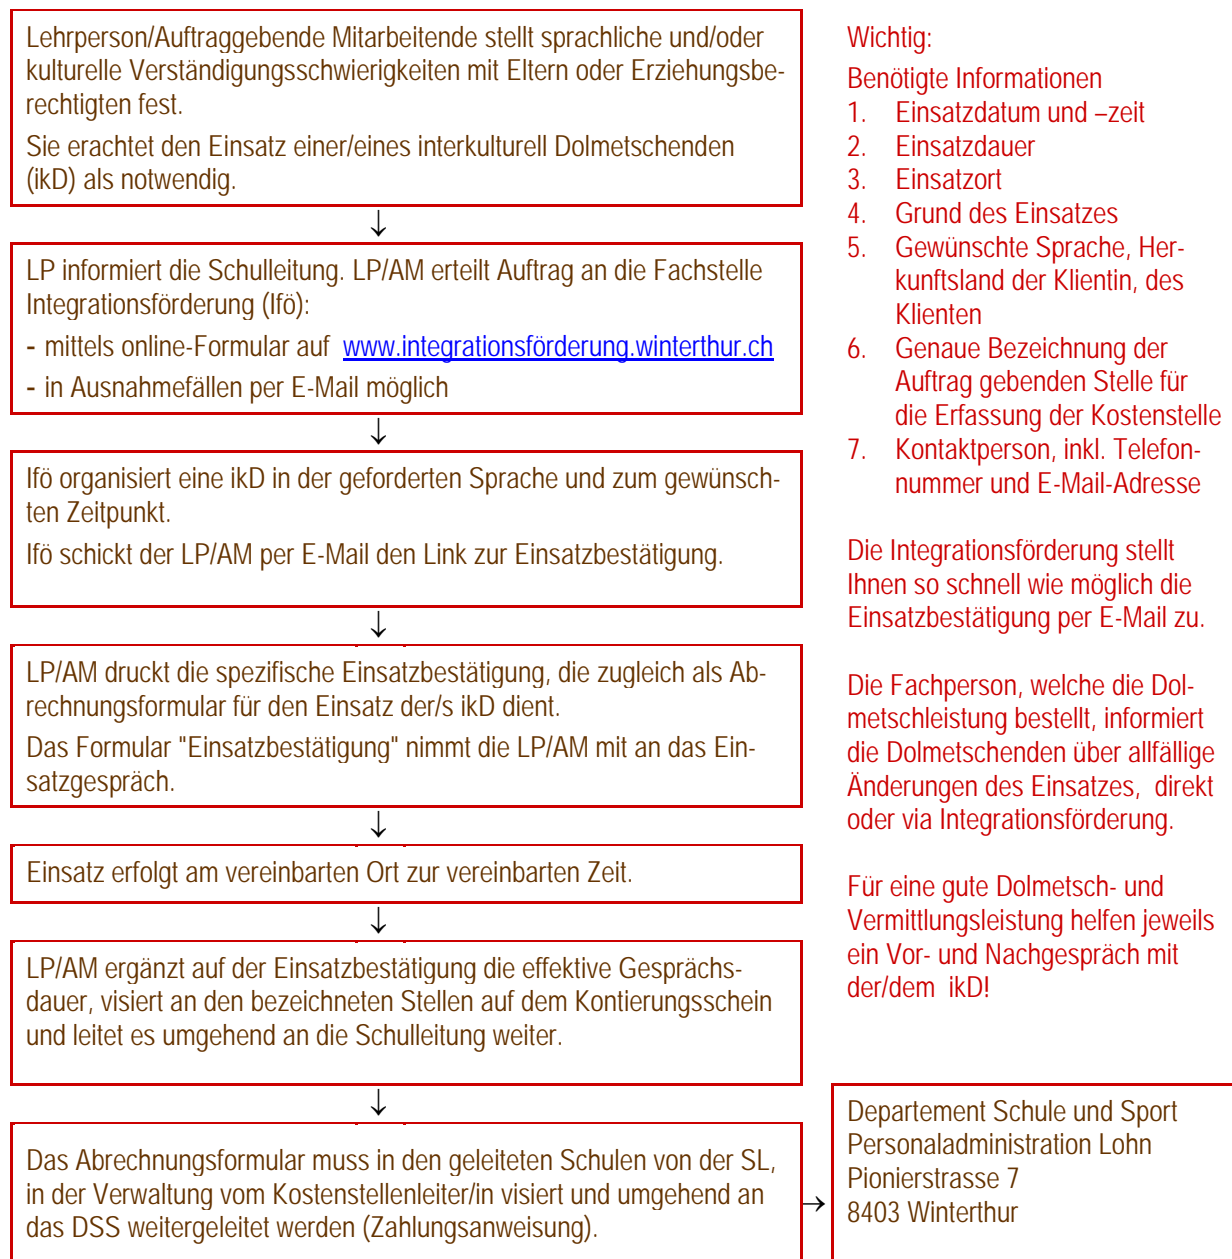 Lehrperson/Auftraggebende Mitarbeitende stellt sprachliche und/oder
kulturelle Verständigungsschwierigkeiten mit Eltern oder Erziehungsbe-
rechtigten fest.
Sie erachtet den Einsatz einer/eines interkulturell Dolmetschenden
(ikD) als notwendig.
↓
LP informiert die Schulleitung. LP/AM erteilt Auftrag an die Fachstelle
Integrationsförderung (Ifö):
- mittels online-Formular auf www.integrationsförderung.winterthur.ch
- in Ausnahmefällen per E-Mail möglich
↓
Ifö organisiert eine ikD in der geforderten Sprache und zum gewünsch-
ten Zeitpunkt.
Ifö schickt der LP/AM per E-Mail den Link zur Einsatzbestätigung.
↓
LP/AM druckt die spezifische Einsatzbestätigung, die zugleich als Ab-
rechnungsformular für den Einsatz der/s ikD dient.
Das Formular "Einsatzbestätigung" nimmt die LP/AM mit an das Ein-
satzgespräch.
↓
Einsatz erfolgt am vereinbarten Ort zur vereinbarten Zeit.
↓
LP/AM ergänzt auf der Einsatzbestätigung die effektive Gesprächs-
dauer, visiert an den bezeichneten Stellen auf dem Kontierungsschein
und leitet es umgehend an die Schulleitung weiter.
↓
Das Abrechnungsformular muss in den geleiteten Schulen von der SL,
in der Verwaltung vom Kostenstellenleiter/in visiert und umgehend an
das DSS weitergeleitet werden (Zahlungsanweisung).
→
Departement Schule und Sport
Personaladministration Lohn
Pionierstrasse 7
8403 Winterthur
Wichtig:
Benötigte Informationen
1. Einsatzdatum und –zeit
2. Einsatzdauer
3. Einsatzort
4. Grund des Einsatzes
5. Gewünschte Sprache, Her-
kunftsland der Klientin, des
Klienten
6. Genaue Bezeichnung der
Auftrag gebenden Stelle für
die Erfassung der Kostenstelle
7. Kontaktperson, inkl. Telefon-
nummer und E-Mail-Adresse
Die Integrationsförderung stellt
Ihnen so schnell wie möglich die
Einsatzbestätigung per E-Mail zu.
Die Fachperson, welche die Dol-
metschleistung bestellt, informiert
die Dolmetschenden über allfällige
Änderungen des Einsatzes, direkt
oder via Integrationsförderung.
Für eine gute Dolmetsch- und
Vermittlungsleistung helfen jeweils
ein Vor- und Nachgespräch mit
der/dem ikD!